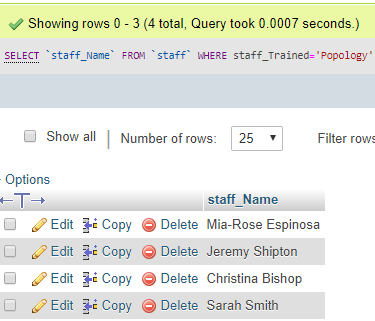 Showing rows 0 - 3 (4 total, Query took 0.0007 seconds.)
SELECT `staff_Name` FROM `staff` WHERE staff_Trained='Popology'
Show all | Number of rows: 25 Filter rows
Options
staff_Name
Edit Copy Delete Mia-Rose Espinosa
Edit Copy Delete Jeremy Shipton
Edit Copy Delete Christina Bishop
Edit Copy Delete Sarah Smith